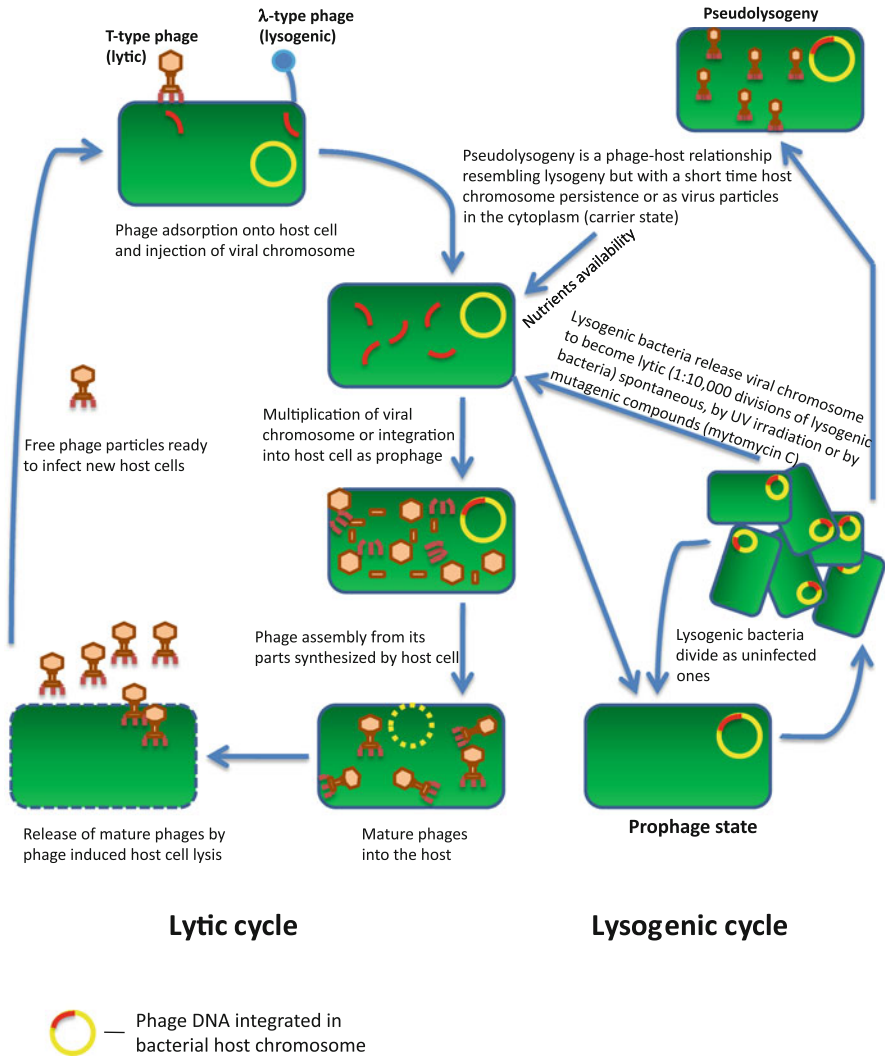 T-type phage
(lytic)
λ-type phage
(lysogenic)
Pseudolysogeny
Phage adsorption onto host cell
and injection of viral chromosome
Pseudolysogeny is a phage-host relationship
resembling lysogeny but with a short time host
chromosome persistence or as virus particles
in the cytoplasm (carrier state)
Nutrients availability
Lysogenic bacteria release viral chromosome
to become lytic (1:10,000 divisions of lysogenic
bacteria) spontaneous, by UV irradiation or by
mutagenic compounds (mytomycin C)
Free phage particles ready
to infect new host cells
Multiplication of viral
chromosome or integration
into host cell as prophage
Phage assembly from its
parts synthesized by host cell
Lysogenic bacteria
divide as uninfected
ones
Release of mature phages by
phage induced host cell lysis
Mature phages
into the host
Prophage state
Lytic cycle
Lysogenic cycle
Phage DNA integrated in
bacterial host chromosome